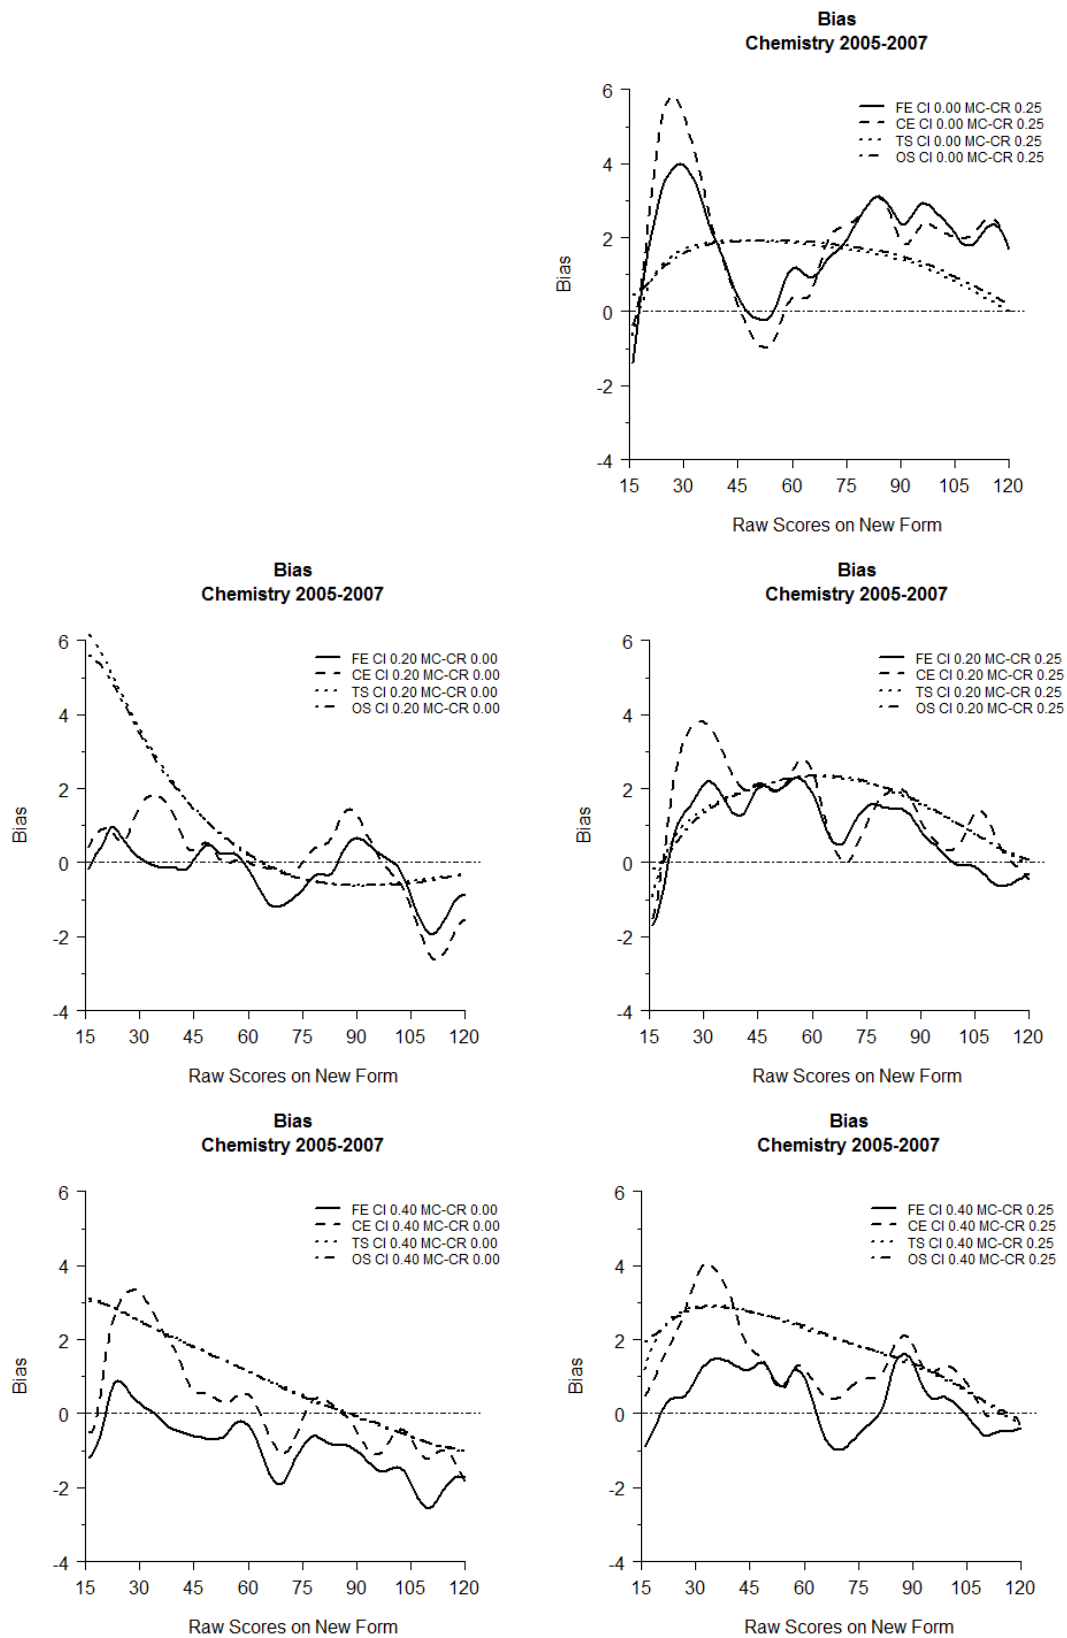 Bias
Chemistry 2005-2007
FE CI 0.00 MC-CR 0.25
CE CI 0.00 MC-CR 0.25
TS CI 0.00 MC-CR 0.25
OS CI 0.00 MC-CR 0.25
6
4
2
0
-2
-4
Bias
15 30 45 60 75 90 105 120
Raw Scores on New Form
Bias
Chemistry 2005-2007
FE CI 0.20 MC-CR 0.00
CE CI 0.20 MC-CR 0.00
TS CI 0.20 MC-CR 0.00
OS CI 0.20 MC-CR 0.00
6
4
2
0
-2
-4
Bias
15 30 45 60 75 90 105 120
Raw Scores on New Form
Bias
Chemistry 2005-2007
FE CI 0.20 MC-CR 0.25
CE CI 0.20 MC-CR 0.25
TS CI 0.20 MC-CR 0.25
OS CI 0.20 MC-CR 0.25
6
4
2
0
-2
-4
Bias
15 30 45 60 75 90 105 120
Raw Scores on New Form
Bias
Chemistry 2005-2007
FE CI 0.40 MC-CR 0.00
CE CI 0.40 MC-CR 0.00
TS CI 0.40 MC-CR 0.00
OS CI 0.40 MC-CR 0.00
6
4
2
0
-2
-4
Bias
15 30 45 60 75 90 105 120
Raw Scores on New Form
Bias
Chemistry 2005-2007
FE CI 0.40 MC-CR 0.25
CE CI 0.40 MC-CR 0.25
TS CI 0.40 MC-CR 0.25
OS CI 0.40 MC-CR 0.25
6
4
2
0
-2
-4
Bias
15 30 45 60 75 90 105 120
Raw Scores on New Form